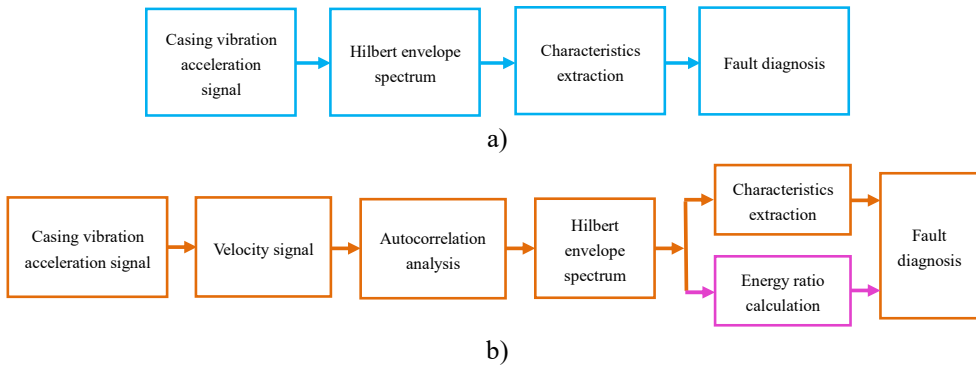 Casing vibration
acceleration
signal
Hilbert envelope
spectrum
Characteristics
extraction
Fault diagnosis
a)
Casing vibration
acceleration signal
Velocity signal
Autocorrelation
analysis
Hilbert
envelope
spectrum
Characteristics
extraction
Energy ratio
calculation
Fault
diagnosis
b)